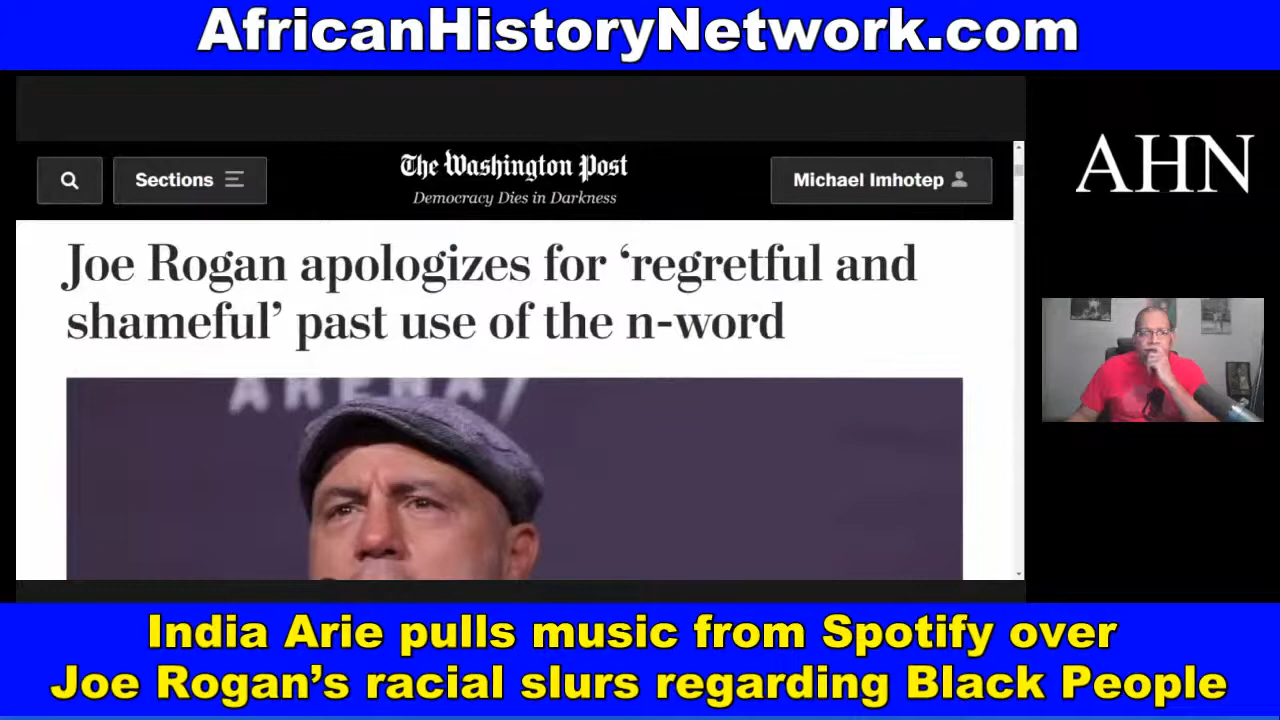 AfricanHistoryNetwork.com
AHN
Sections
The Washington Post
Democracy Dies in Darkness
Michael Imhotep
Joe Rogan apologizes for ‘regretful and
shameful’ past use of the n-word
ARENA/
India Arie pulls music from Spotify over
Joe Rogan’s racial slurs regarding Black People